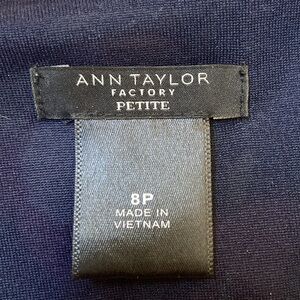 ANN TAYLOR
FACTORY
PETITE
8P
MADE IN
VIETNAM